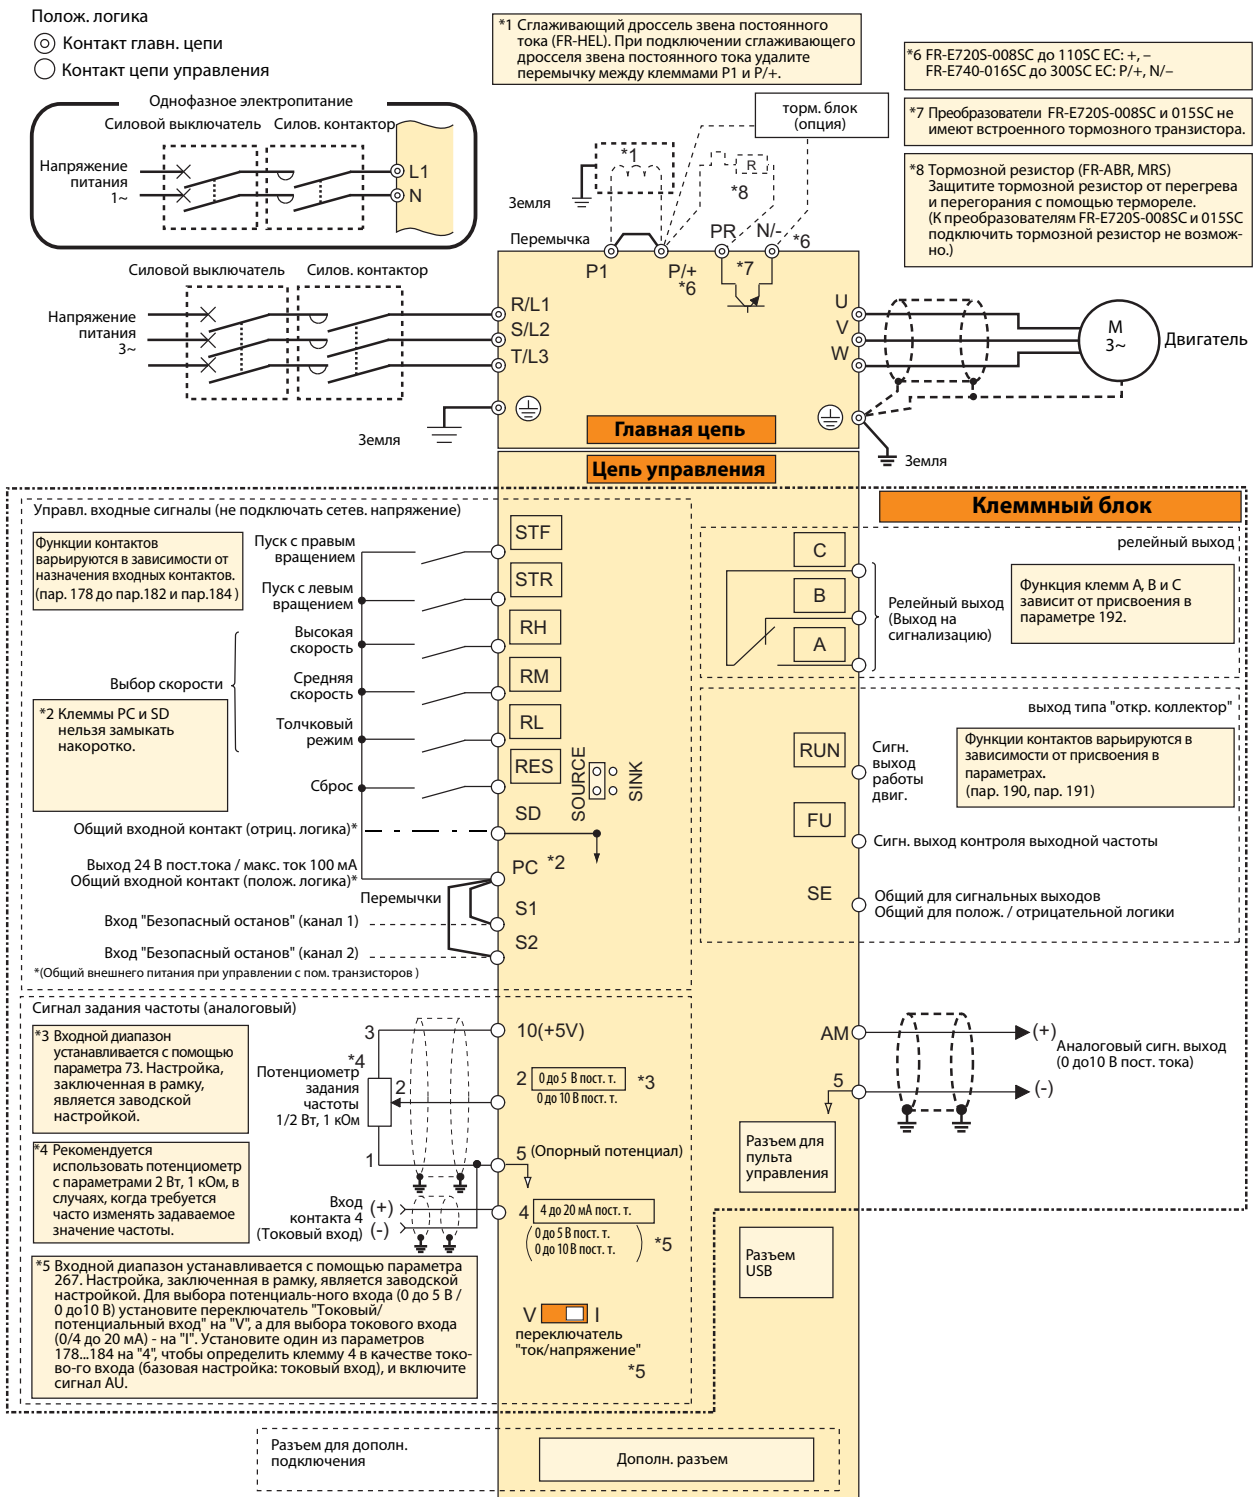 Полож. логика
Контакт главн. цепи
Контакт цепи управления
*1 Сглаживающий дроссель звена постоянного
тока (FR-HEL). При подключении сглаживающего
дросселя звена постоянного тока удалите
перемычку между клеммами P1 и P/+.
*6 FR-E720S-008SC до 110SC EC: +, –
FR-E740-016SC до 300SC EC: P/+, N/–
*7 Преобразователи FR-E720S-008SC и 015SC не
имеют встроенного тормозного транзистора.
*8 Тормозной резистор (FR-ABR, MRS)
Защитите тормозной резистор от перегрева
и перегорания с помощью термореле.
(К преобразователям FR-E720S-008SC и 015SC
подключить тормозной резистор не возмож-
но.)
Однофазное электропитание
Силовой выключатель
Силов. контактор
Напряжение
питания
1~
L1
N
торм. блок
(опция)
*1
R
*8
Земля
Перемычка
PR
N/-
*6
P1
P/+
*6
*7
Силовой выключатель
Силов. контактор
Напряжение
питания
3~
R/L1
S/L2
T/L3
U
V
W
M
3~
Двигатель
Земля
Главная цепь
Земля
Цепь управления
Клеммный блок
Управл. входные сигналы (не подключать сетев. напряжение)
Функции контактов
варьируются в зависимости от
назначения входных контактов.
(пар. 178 до пар.182 и пар.184 )
Пуск с правым
вращением
STF
Пуск с левым
вращением
STR
Высокая
скорость
RH
Выбор скорости
Средняя
скорость
RM
*2 Клеммы PC и SD
нельзя замыкать
накоротко.
Толчковый
режим
RL
Сброс
RES
SOURCE
SINK
Общий входной контакт (отриц. логика)*
SD
Выход 24 В пост.тока / макс. ток 100 мА
Общий входной контакт (полож. логика)*
PC *2
Перемычки
S1
Вход "Безопасный останов" (канал 1)
S2
Вход "Безопасный останов" (канал 2)
*(Общий внешнего питания при управлении с пом. транзисторов )
релейный выход
C
B
A
Релейный выход
(Выход на
сигнализацию)
Функция клемм A, B и C
зависит от присвоения в
параметре 192.
выход типа "откр. коллектор"
RUN
Сигн.
выход
работы
двиг.
Функции контактов варьируются в
зависимости от присвоения в
параметрах.
(пар. 190, пар. 191)
FU
Сигн. выход контроля выходной частоты
SE
Общий для сигнальных выходов
Общий для полож. / отрицательной логики
Сигнал задания частоты (аналоговый)
*3 Входной диапазон
устанавливается с помощью
параметра 73. Настройка,
заключенная в рамку,
является заводской
настройкой.
3
*4
Потенциометр
задания
частоты
1/2 Вт, 1 кОм
2
1
10(+5V)
2
0 до 5 В пост. т.
0 до 10 В пост. т.
*3
*4 Рекомендуется
использовать потенциометр
с параметрами 2 Вт, 1 кОм, в
случаях, когда требуется
часто изменять задаваемое
значение частоты.
5 (Опорный потенциал)
Вход
контакта 4
(Токовый вход)
(+)
(-)
4
4 до 20 мА пост. т.
0 до 5 В пост. т.
0 до 10 В пост. т.
*5
*5 Входной диапазон устанавливается с помощью параметра
267. Настройка, заключенная в рамку, является заводской
настройкой. Для выбора потенциаль-ного входа (0 до 5 В /
0 до10 В) установите переключатель "Токовый/
потенциальный вход" на "V", а для выбора токового входа
(0/4 до 20 мА) - на "I". Установите один из параметров
178...184 на "4", чтобы определить клемму 4 в качестве токо-
во-го входа (базовая настройка: токовый вход), и включите
сигнал AU.
V
I
переключатель
"ток/напряжение"
*5
AM
(+)
Аналоговый сигн. выход
(0 до10 В пост. тока)
5
(-)
Разъем для
пульта
управления
Разъем
USB
Разъем для дополн.
подключения
Дополн. разъем